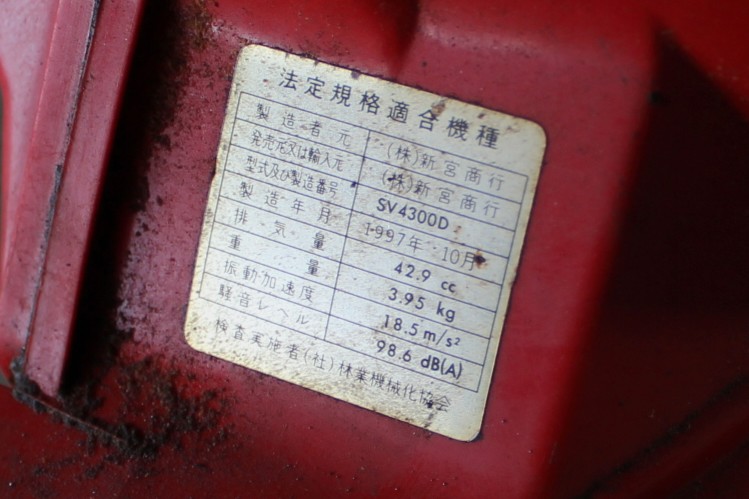 法定規格適合機種
製造者元 (株)新宮商行
発売元又は輸入元 (株)新宮商行
型式及び製造番号 SV4300D
製造年月 1997年 10月
排気量 42.9 cc
重量 3.95 kg
振動加速度 18.5 m/s²
騒音レベル 98.6 dB(A)
検査実施者(社)林業機械化協会